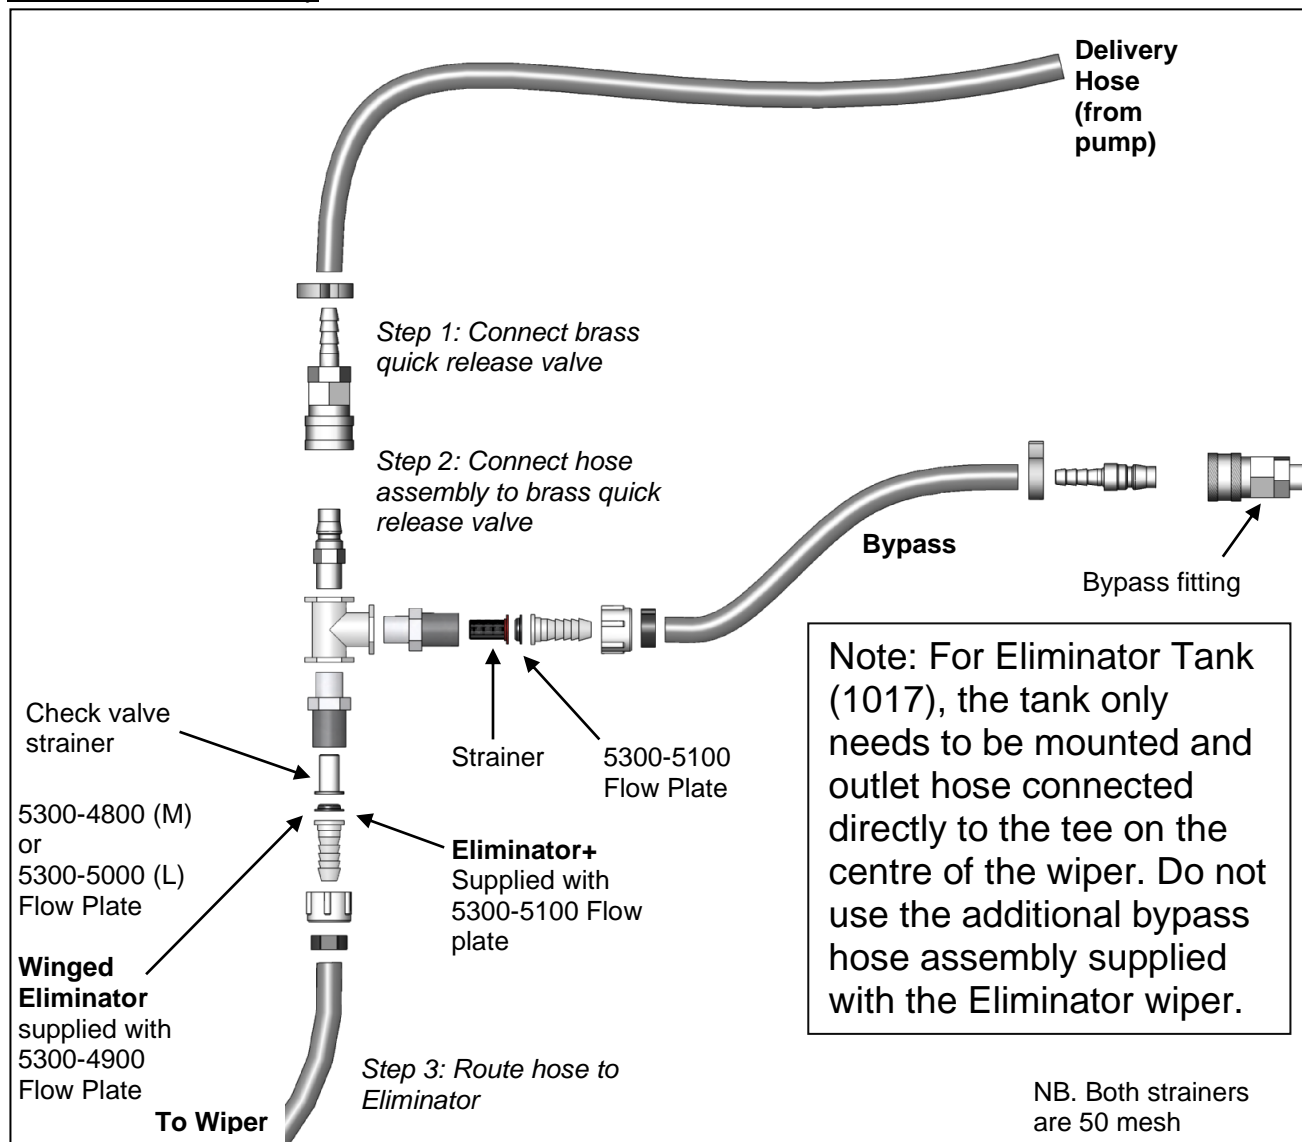 Delivery
Hose
(from
pump)
Step 1: Connect brass
quick release valve
Step 2: Connect hose
assembly to brass quick
release valve
Bypass
Bypass fitting
Check valve
strainer
Strainer
5300-5100
Flow Plate
5300-4800 (M)
or
5300-5000 (L)
Flow Plate
Eliminator+
Supplied with
5300-5100 Flow
plate
Winged
Eliminator
supplied with
5300-4900
Flow Plate
To Wiper
Step 3: Route hose to
Eliminator
Note: For Eliminator Tank
(1017), the tank only
needs to be mounted and
outlet hose connected
directly to the tee on the
centre of the wiper. Do not
use the additional bypass
hose assembly supplied
with the Eliminator wiper.
NB. Both strainers
are 50 mesh